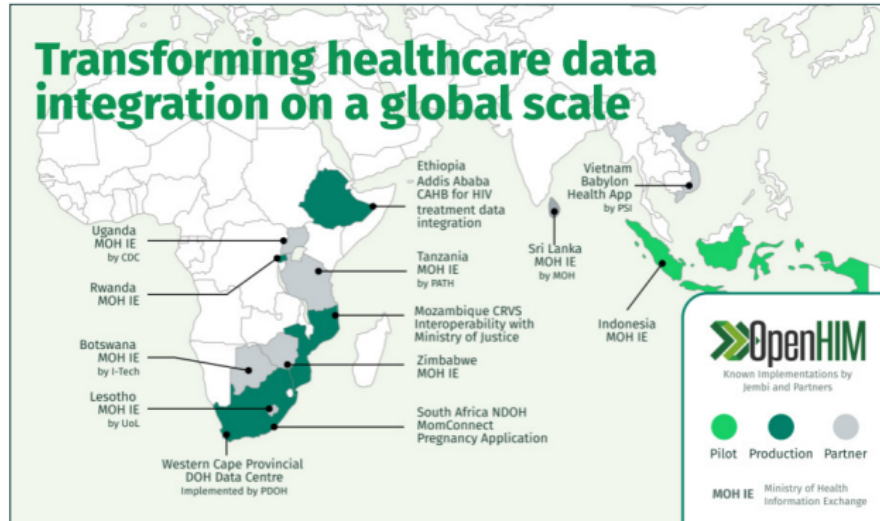 Transforming healthcare data
integration on a global scale
Ethiopia
Addis Ababa
CAHB for HIV
treatment data
integration
Vietnam
Babylon
Health App
by PSI
Uganda
MOH IE
by CDC
Tanzania
MOH IE
by PATH
Sri Lanka
MOH IE
by MOH
Rwanda
MOH IE
Mozambique CRVS
Interoperability with
Ministry of Justice
Indonesia
MOH IE
Botswana
MOH IE
by I-Tech
Zimbabwe
MOH IE
Lesotho
MOH IE
by UoL
South Africa NDOH
MomConnect
Pregnancy Application
Western Cape Provincial
DOH Data Centre
Implemented by PDOH
OpenHIM
Known Implementations by
Jembi and Partners
Pilot Production Partner
MOH IE Ministry of Health
Information Exchange